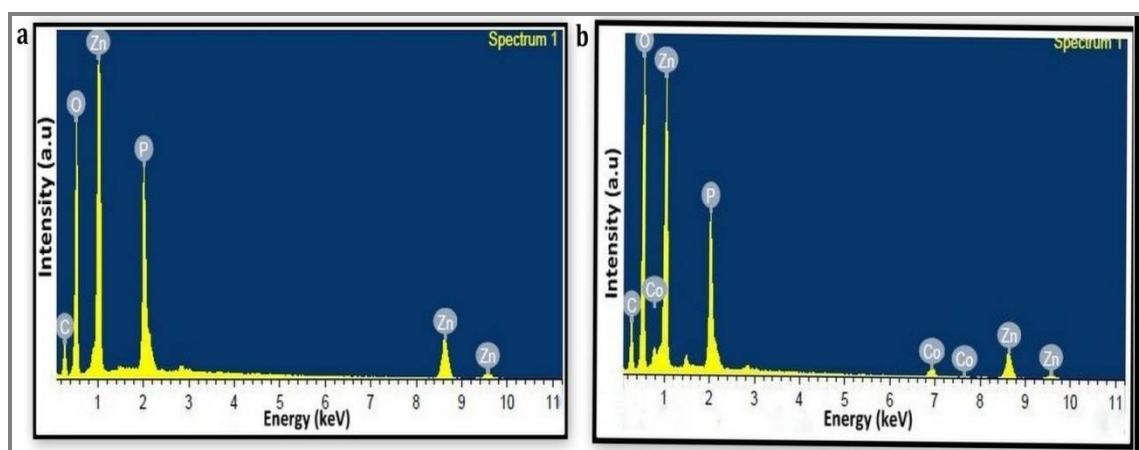 a
Spectrum 1
Zn
O
P
C
Zn
Zn
Intensity (a.u)
1 2 3 4 5 6 7 8 9 10 11
Energy (keV)
b
Spectrum 1
O
Zn
P
Co
C
Co
Co
Zn
Zn
Intensity (a.u)
1 2 3 4 5 6 7 8 9 10 11
Energy (keV)